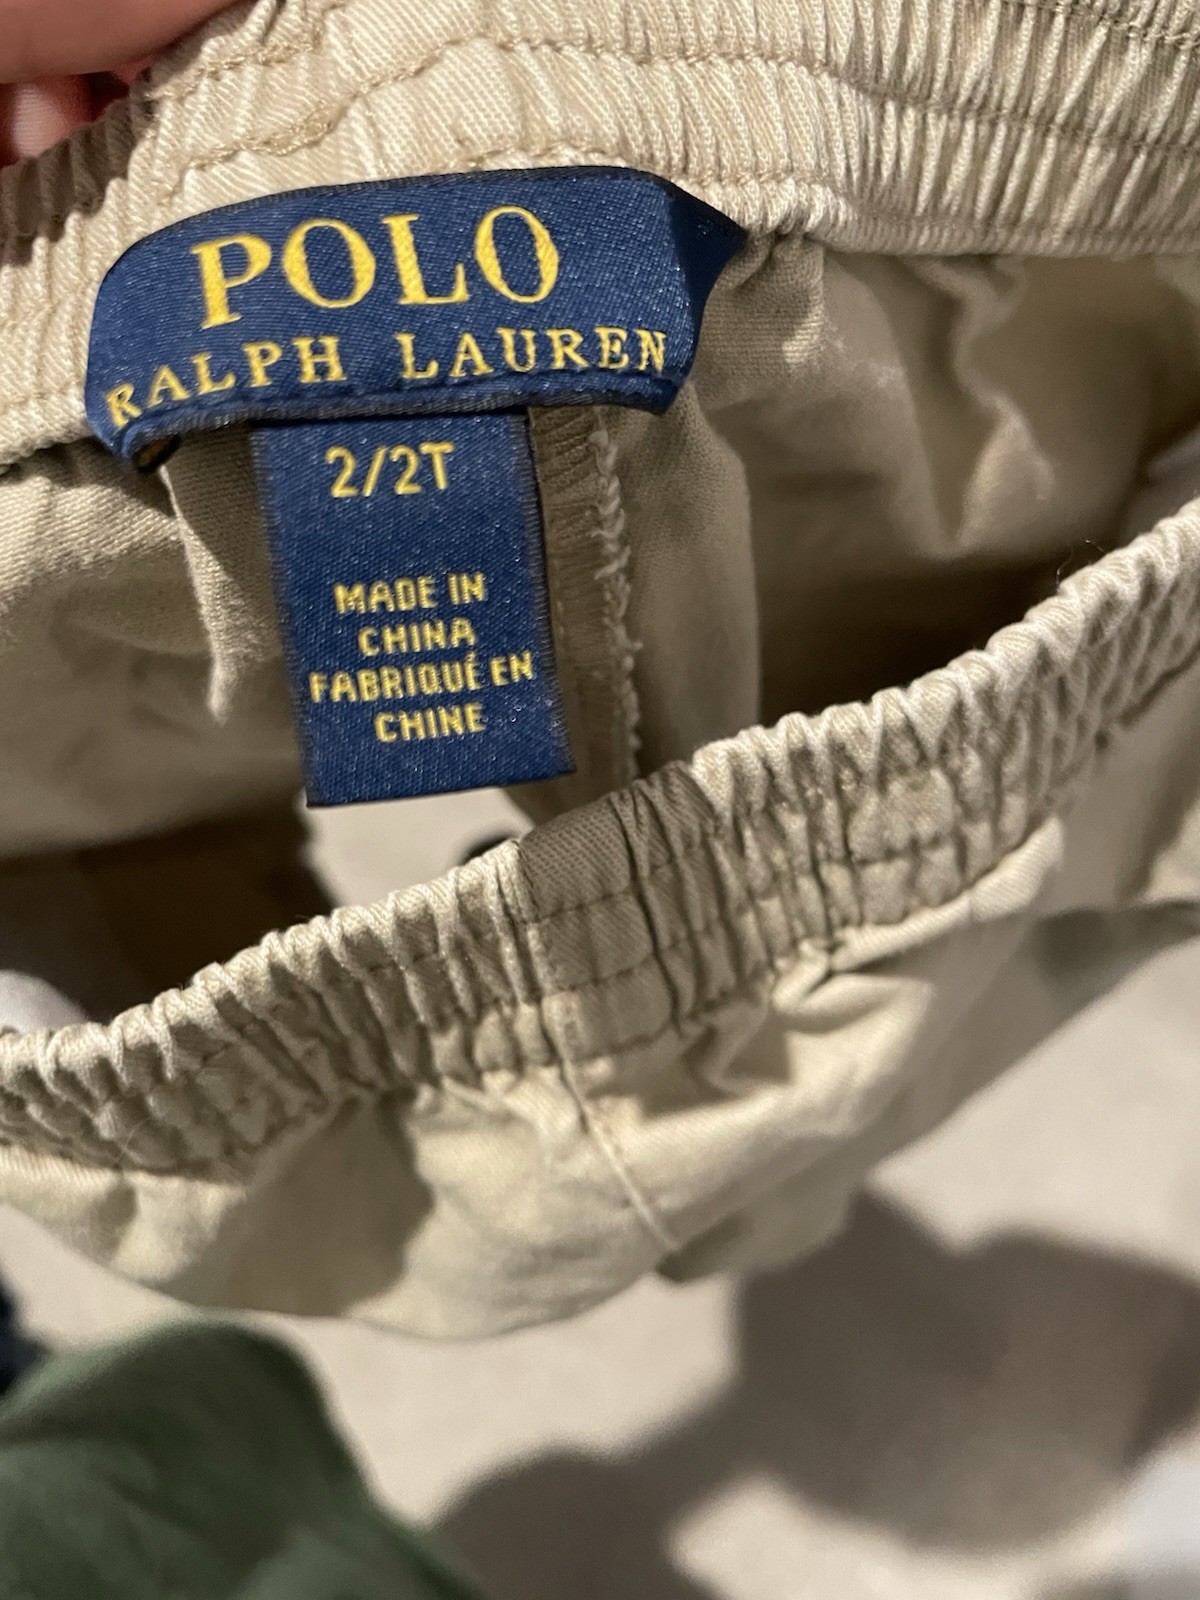 POLO
RALPH LAUREN
2/2T
MADE IN
CHINA
FABRIQUÉ EN
CHINE